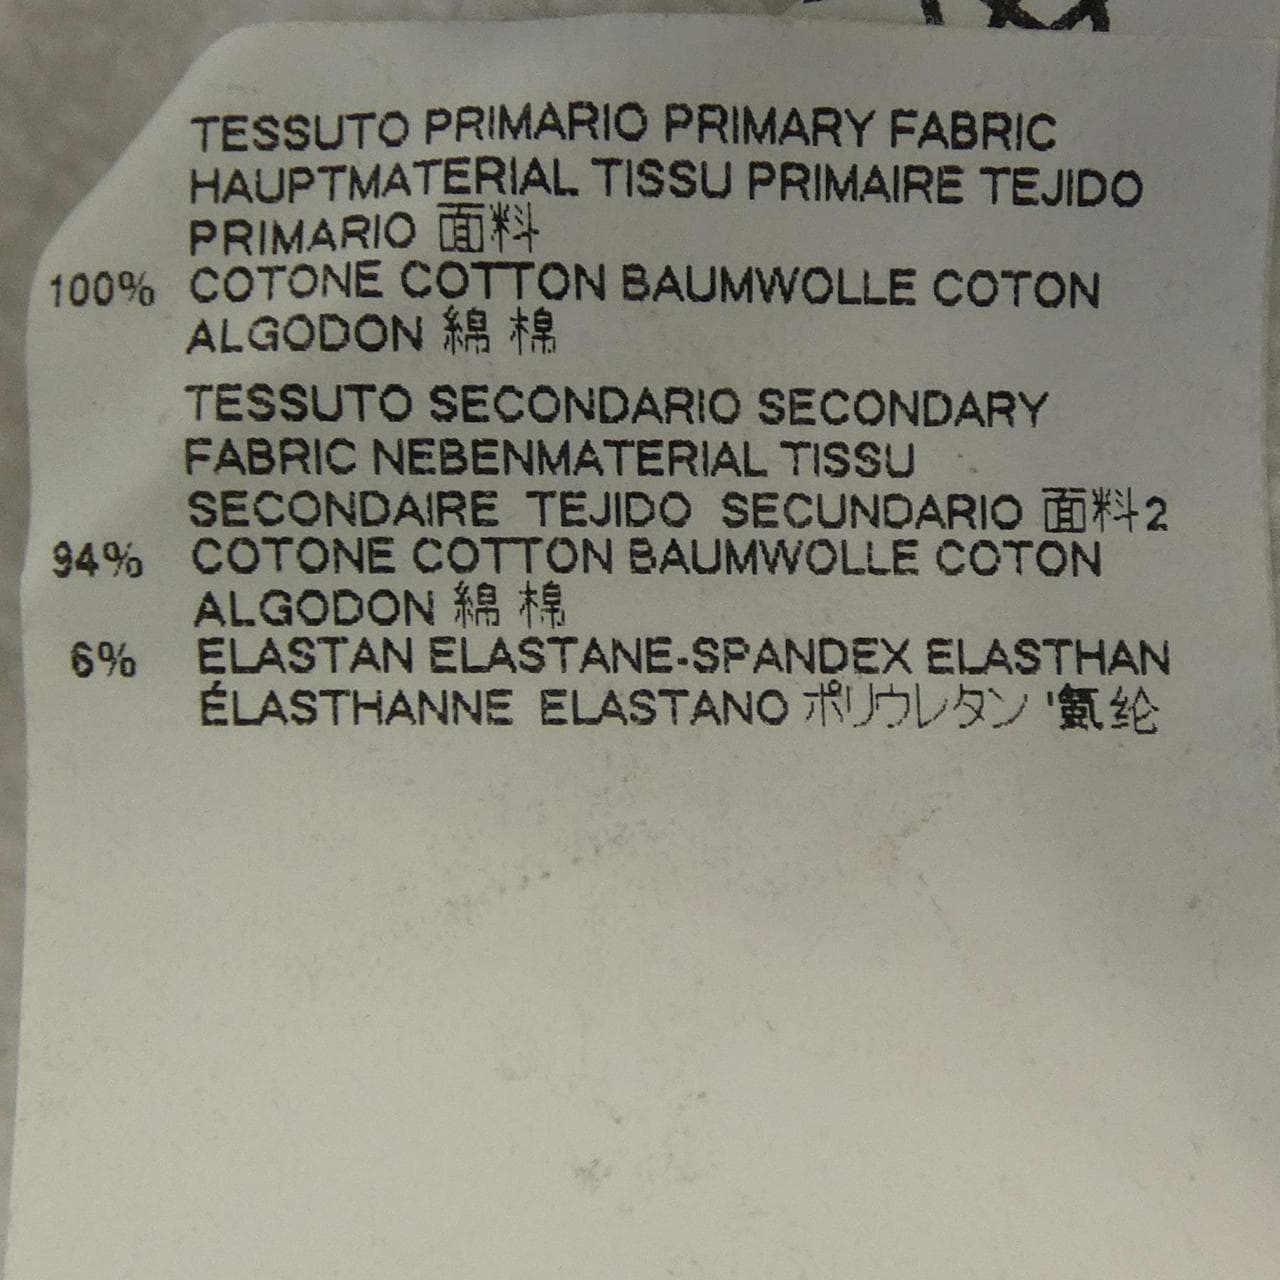 TESSUTO PRIMARIO PRIMARY FABRIC
HAUPTMATERIAL TISSU PRIMAIRE TEJIDO
PRIMARIO 面料
100% COTONE COTTON BAUMWOLLE COTON
ALGODON 綿 棉
TESSUTO SECONDARIO SECONDARY
FABRIC NEBENMATERIAL TISSU
SECONDAIRE TEJIDO SECUNDARIO 面料2
94% COTONE COTTON BAUMWOLLE COTON
ALGODON 綿 棉
6% ELASTAN ELASTANE-SPANDEX ELASTHAN
ÉLASTHANNE ELASTANO ポリウレタン '氨纶